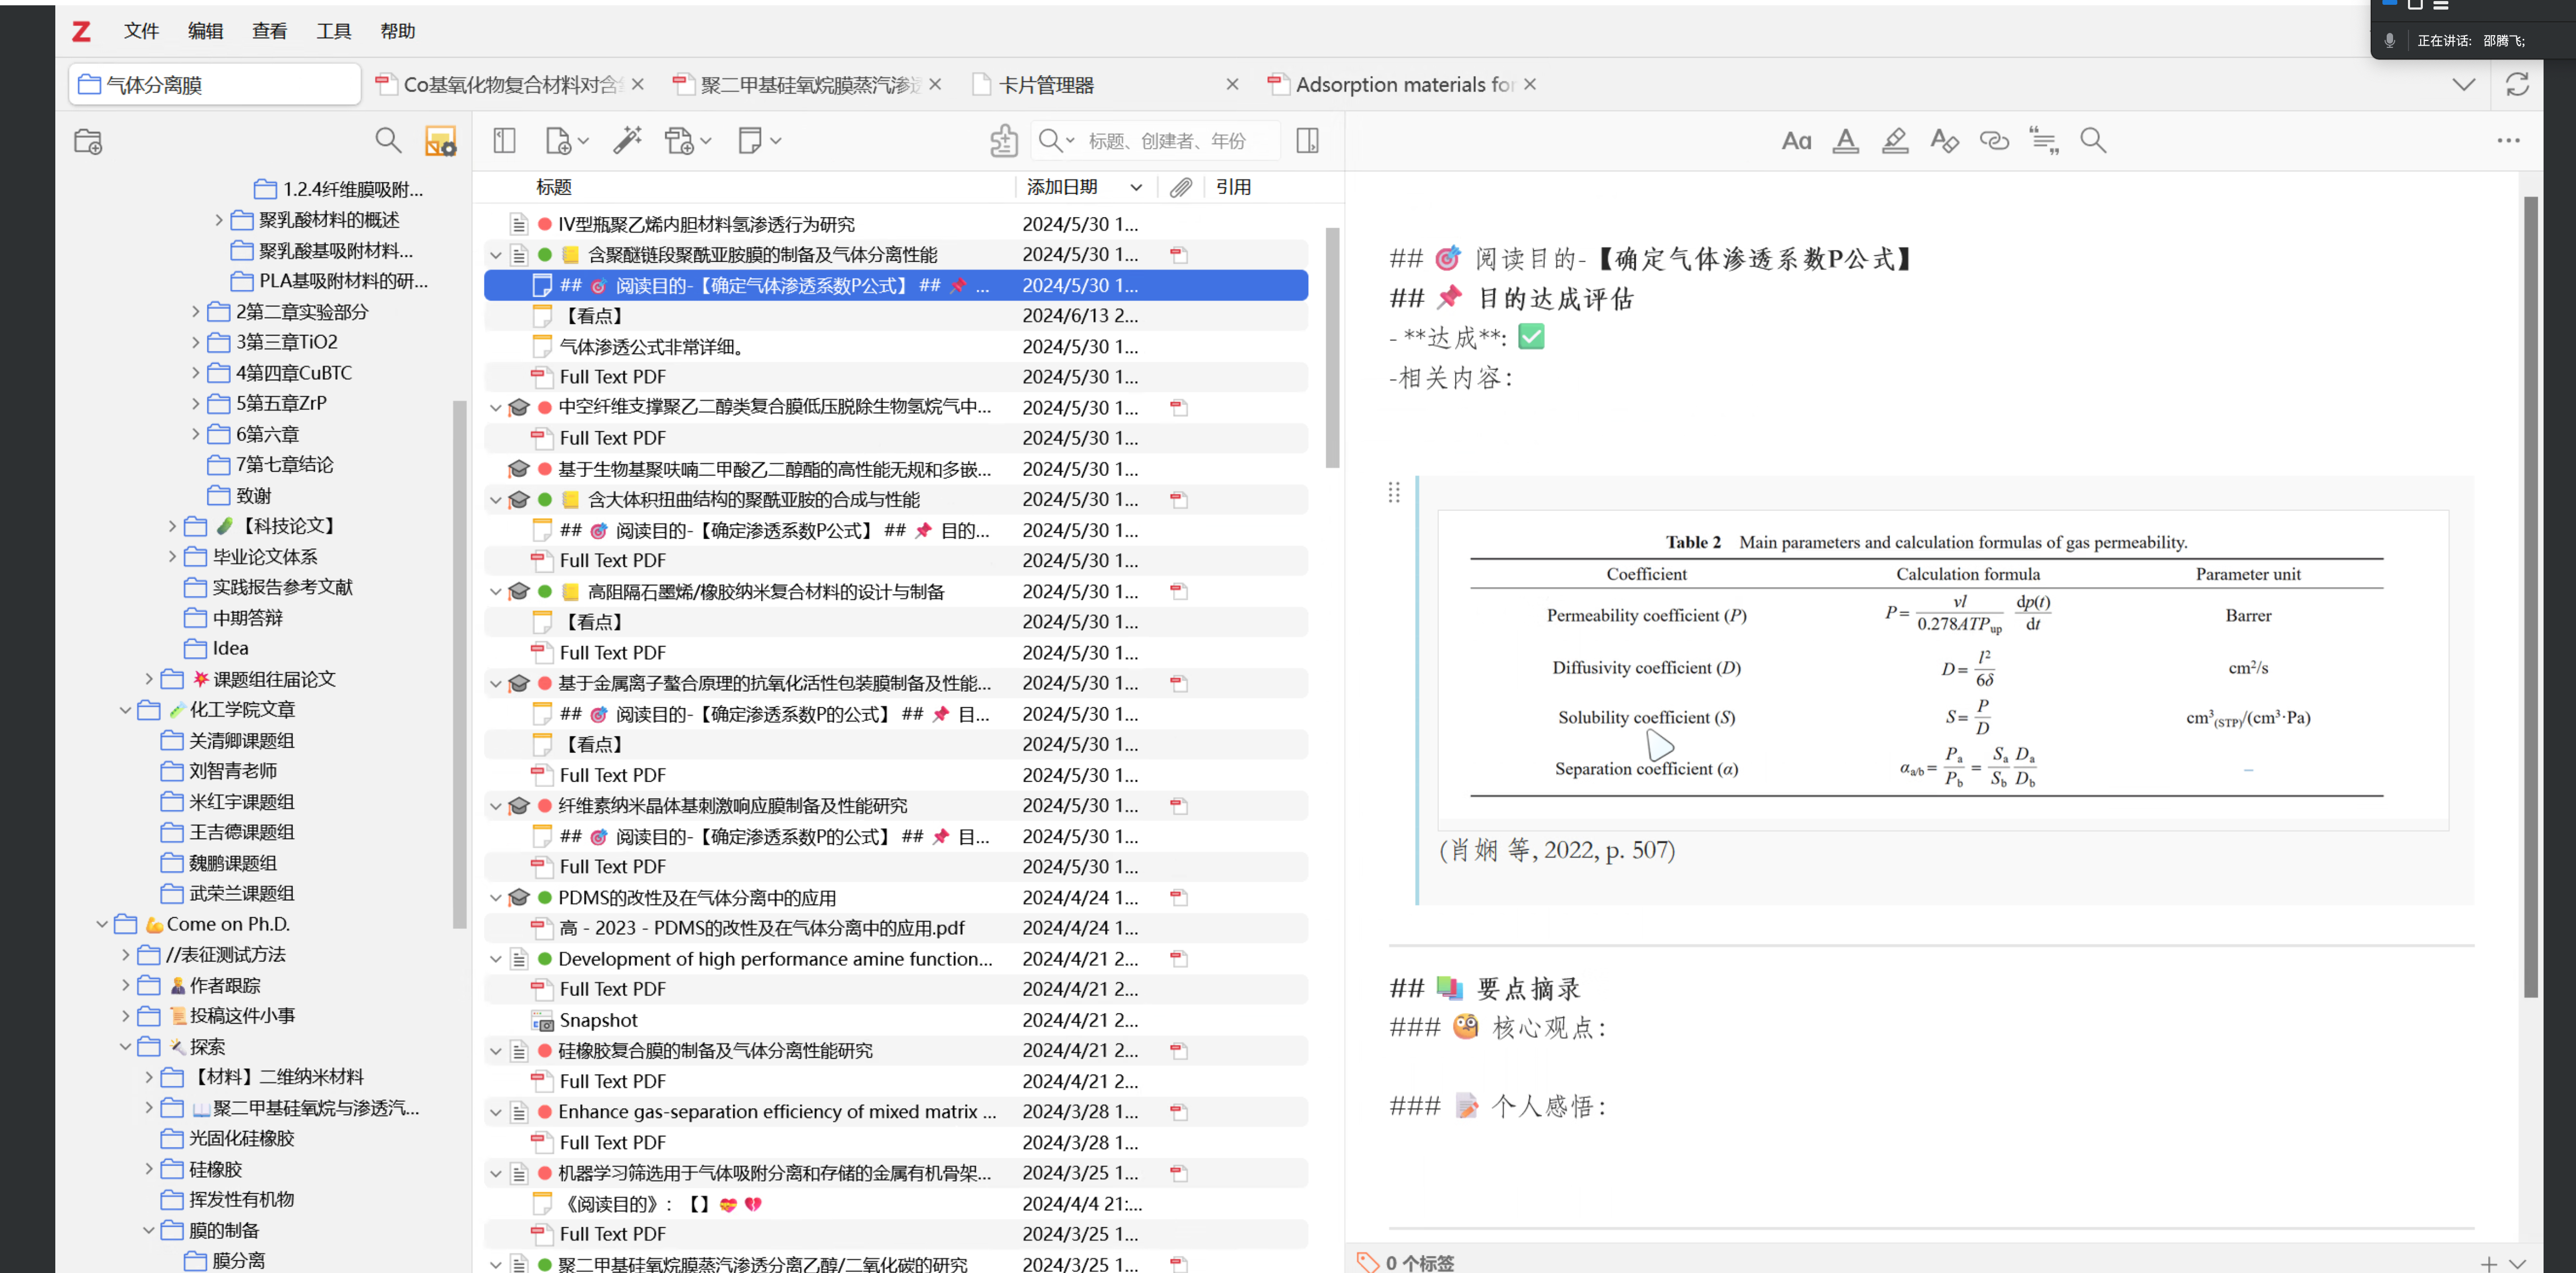 正在讲话: 邵腾飞;
文件 编辑 查看 工具 帮助
气体分离膜
Co基氧化物复合材料对含
聚二甲基硅氧烷膜蒸汽渗透
卡片管理器
Adsorption materials for
标题、创建者、年份
1.2.4纤维膜吸附...
聚乳酸材料的概述
聚乳酸基吸附材料...
PLA基吸附材料的研...
2第二章实验部分
3第三章TiO2
4第四章CuBTC
5第五章ZrP
6第六章
7第七章结论
致谢
【科技论文】
毕业论文体系
实践报告参考文献
中期答辩
Idea
课题组往届论文
化工学院文章
关清卿课题组
刘智青老师
米红宇课题组
王吉德课题组
魏鹏课题组
武荣兰课题组
Come on Ph.D.
//表征测试方法
作者跟踪
投稿这件小事
探索
【材料】二维纳米材料
聚二甲基硅氧烷与渗透汽...
光固化硅橡胶
硅橡胶
挥发性有机物
膜的制备
膜分离
标题 添加日期 引用
IV型瓶聚乙烯内胆材料氢渗透行为研究 2024/5/30 1...
含聚醚链段聚酰亚胺膜的制备及气体分离性能 2024/5/30 1...
## 🎯 阅读目的-【确定气体渗透系数P公式】 ## 📌 ... 2024/5/30 1...
【看点】 2024/6/13 2...
气体渗透公式非常详细。 2024/5/30 1...
Full Text PDF 2024/5/30 1...
中空纤维支撑聚乙二醇类复合膜低压脱除生物氢烷气中... 2024/5/30 1...
Full Text PDF 2024/5/30 1...
基于生物基聚呋喃二甲酸乙二醇酯的高性能无规和多嵌... 2024/5/30 1...
含大体积扭曲结构的聚酰亚胺的合成与性能 2024/5/30 1...
## 🎯 阅读目的-【确定渗透系数P公式】 ## 📌 目的... 2024/5/30 1...
Full Text PDF 2024/5/30 1...
高阻隔石墨烯/橡胶纳米复合材料的设计与制备 2024/5/30 1...
【看点】 2024/5/30 1...
Full Text PDF 2024/5/30 1...
基于金属离子螯合原理的抗氧化活性包装膜制备及性能... 2024/5/30 1...
## 🎯 阅读目的-【确定渗透系数P的公式】 ## 📌 目... 2024/5/30 1...
【看点】 2024/5/30 1...
Full Text PDF 2024/5/30 1...
纤维素纳米晶体基刺激响应膜制备及性能研究 2024/5/30 1...
## 🎯 阅读目的-【确定渗透系数P的公式】 ## 📌 目... 2024/5/30 1...
Full Text PDF 2024/5/30 1...
PDMS的改性及在气体分离中的应用 2024/4/24 1...
高 - 2023 - PDMS的改性及在气体分离中的应用.pdf 2024/4/24 1...
Development of high performance amine function... 2024/4/21 2...
Full Text PDF 2024/4/21 2...
Snapshot 2024/4/21 2...
硅橡胶复合膜的制备及气体分离性能研究 2024/4/21 2...
Full Text PDF 2024/4/21 2...
Enhance gas-separation efficiency of mixed matrix ... 2024/3/28 1...
Full Text PDF 2024/3/28 1...
机器学习筛选用于气体吸附分离和存储的金属有机骨架... 2024/3/25 1...
《阅读目的》: 【】 💝 💔 2024/4/4 21:...
Full Text PDF 2024/3/25 1...
聚二甲基硅氧烷膜蒸汽渗透分离乙醇/二氧化碳的研究 2024/3/25 1...
## 🎯 阅读目的-【确定气体渗透系数P公式】
## 📌 目的达成评估
- **达成**: ✅
-相关内容:
Table 2 Main parameters and calculation formulas of gas permeability.
Coefficient Calculation formula Parameter unit
Permeability coefficient (P) P = vl/(0.278ATP_up) dp(t)/dt Barrer
Diffusivity coefficient (D) D = l²/6δ cm²/s
Solubility coefficient (S) S = P/D cm³(STP)/(cm³·Pa)
Separation coefficient (α) α_a/b = P_a/P_b = S_a/S_b D_a/D_b –
(肖娴 等, 2022, p. 507)
## 📚 要点摘录
### 🧐 核心观点:
### 📝 个人感悟:
0 个标签